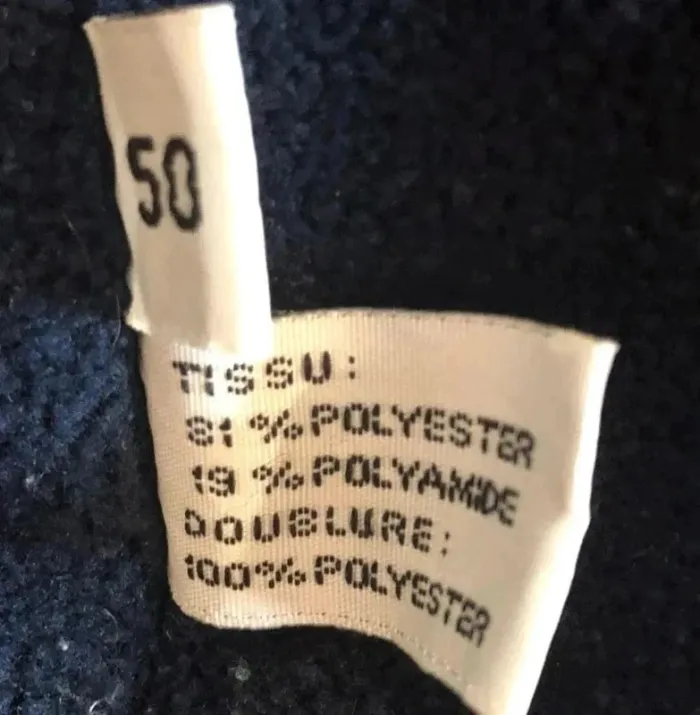 50
TISSU:
81% POLYESTER
19% POLYAMIDE
DOUBLURE:
100% POLYESTER